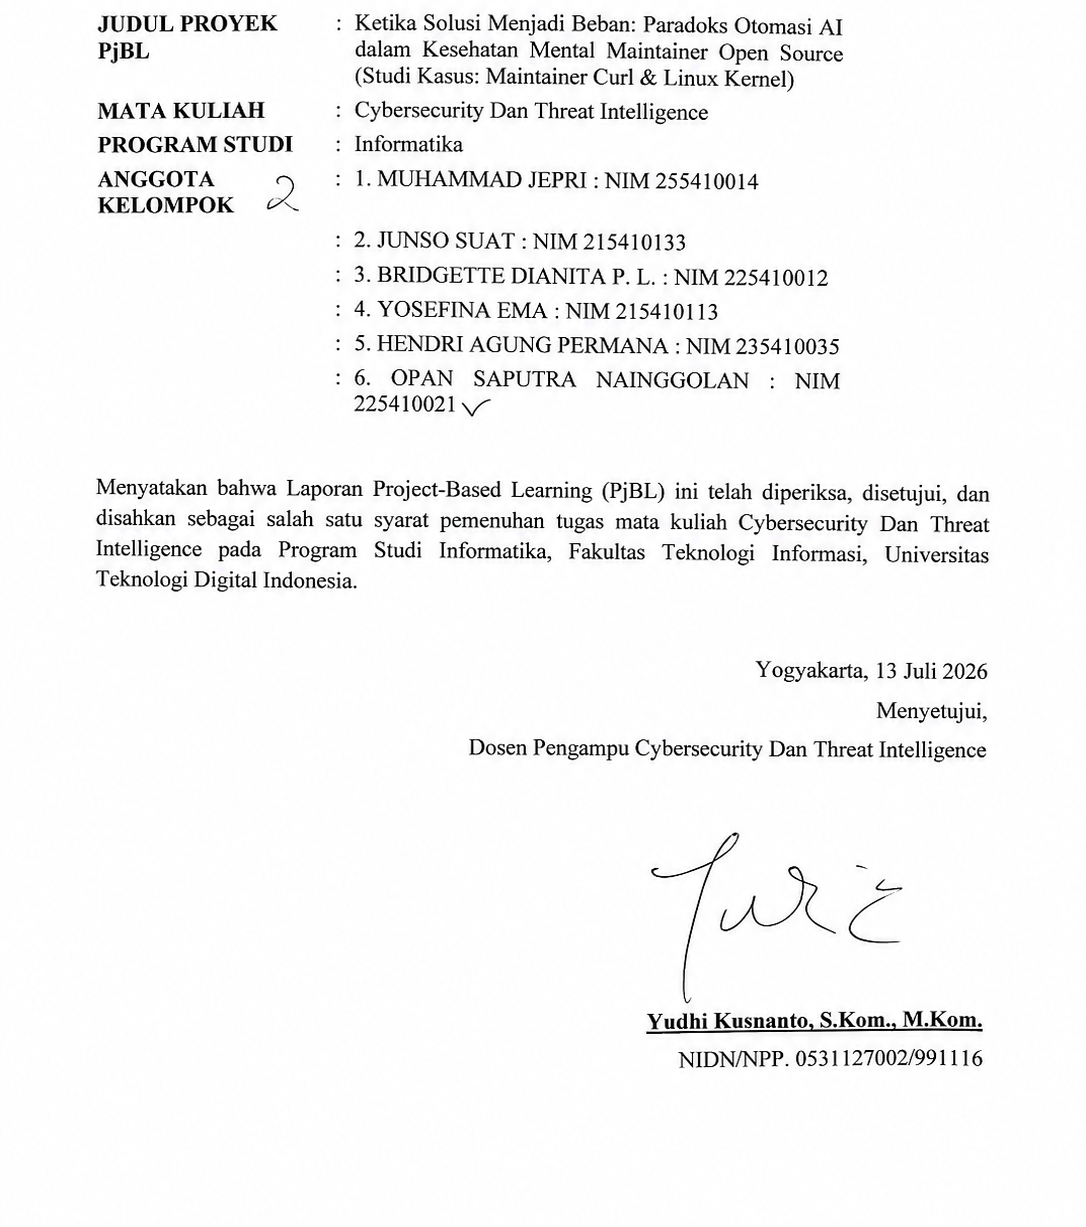 JUDUL PROYEK PjBL : Ketika Solusi Menjadi Beban: Paradoks Otomasi AI
dalam Kesehatan Mental Maintainer Open Source
(Studi Kasus: Maintainer Curl & Linux Kernel)
MATA KULIAH : Cybersecurity Dan Threat Intelligence
PROGRAM STUDI : Informatika
ANGGOTA KELOMPOK 2 : 1. MUHAMMAD JEPRI : NIM 255410014
: 2. JUNSO SUAT : NIM 215410133
: 3. BRIDGETTE DIANITA P. L. : NIM 225410012
: 4. YOSEFINA EMA : NIM 215410113
: 5. HENDRI AGUNG PERMANA : NIM 235410035
: 6. OPAN SAPUTRA NAINGGOLAN : NIM
225410021
Menyatakan bahwa Laporan Project-Based Learning (PjBL) ini telah diperiksa, disetujui, dan
disahkan sebagai salah satu syarat pemenuhan tugas mata kuliah Cybersecurity Dan Threat
Intelligence pada Program Studi Informatika, Fakultas Teknologi Informasi, Universitas
Teknologi Digital Indonesia.
Yogyakarta, 13 Juli 2026
Menyetujui,
Dosen Pengampu Cybersecurity Dan Threat Intelligence
Yudhi Kusnanto, S.Kom., M.Kom.
NIDN/NPP. 0531127002/991116